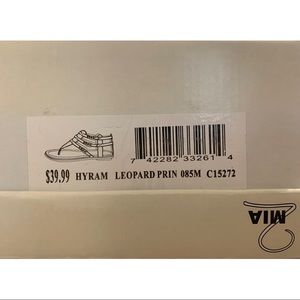 7 42282 33261 4
$39.99 HYRAM LEOPARD PRIN 085M C15272
MIA